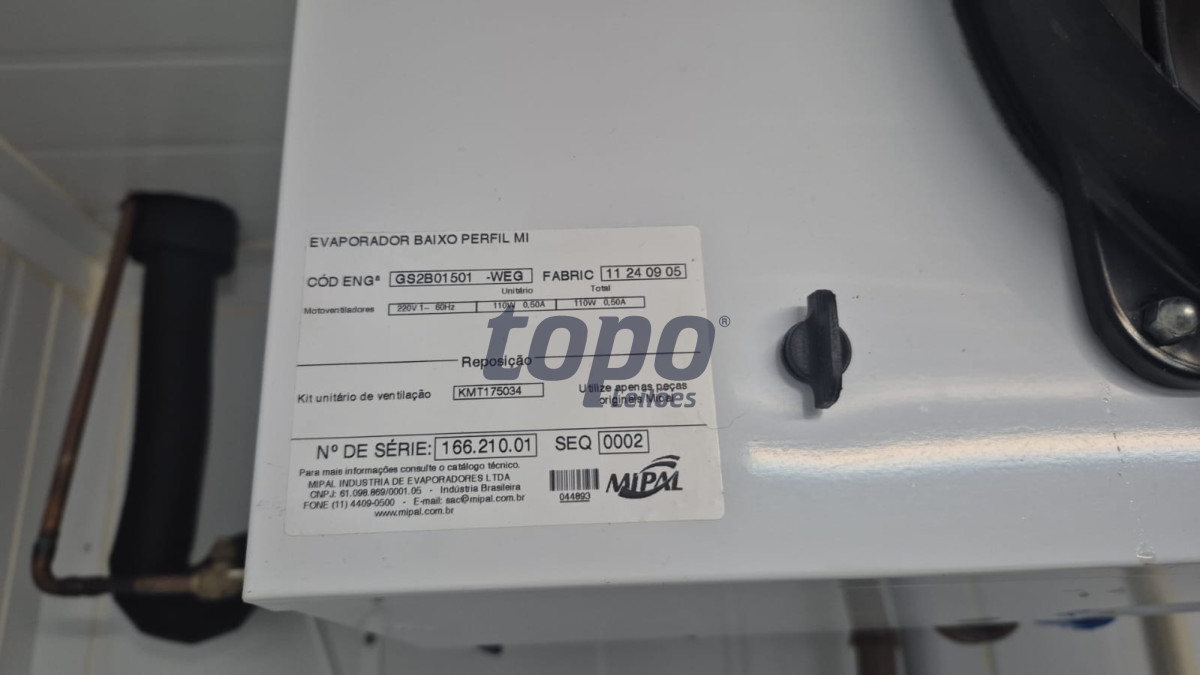 EVAPORADOR BAIXO PERFIL MI
CÓD ENGª GS2B01501 -WEG FABRIC 11 24 09 05
Unitário Total
Motoventiladores 220V 1~ 60Hz 110W 0,50A 110W 0,50A
topo®
leilões
Reposição
Kit unitário de ventilação KMT175034 Utilize apenas peças
originais Mipal
Nº DE SÉRIE: 166.210.01 SEQ 0002
Para mais informações consulte o catálogo técnico.
MIPAL INDUSTRIA DE EVAPORADORES LTDA
CNPJ: 61.098.869/0001.05 - Indústria Brasileira
FONE (11) 4409-0500 - E-mail: sac@mipal.com.br
www.mipal.com.br
044893
MIPAL